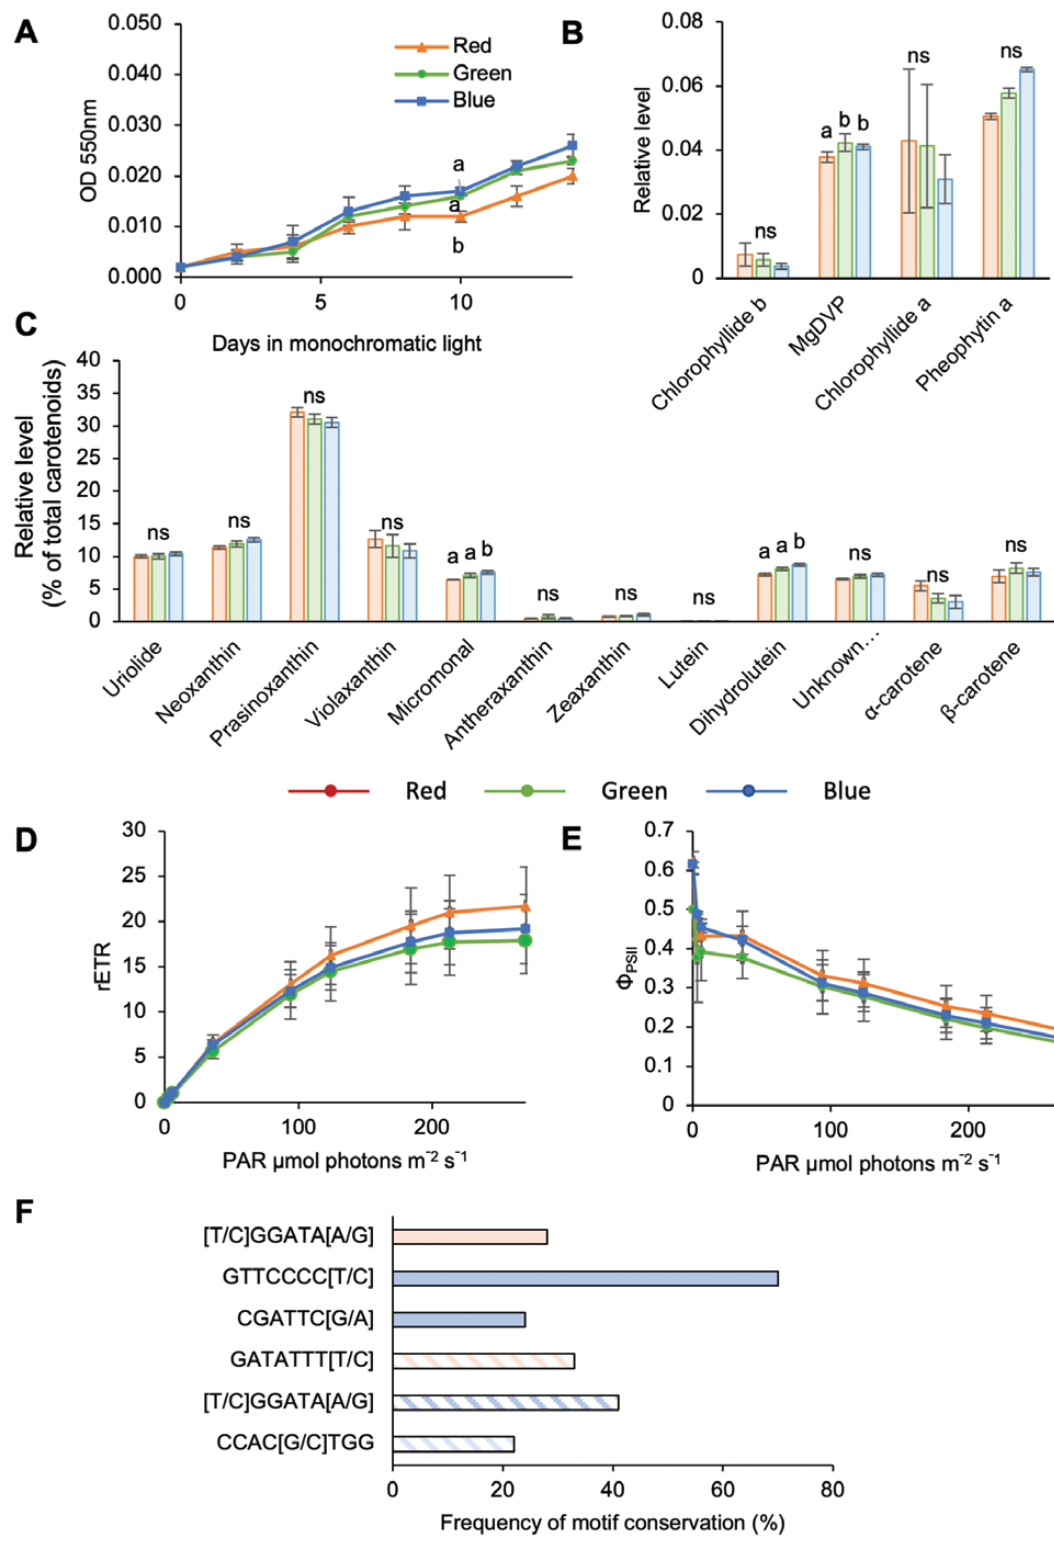 A
0.050
0.040
0.030
0.020
0.010
0.000
OD 550nm
Red
Green
Blue
a
a
b
0
5
10
Days in monochromatic light
B
0.08
0.06
0.04
0.02
0
Relative level
ns
a b b
ns
ns
Chlorophyllide b
MgDVP
Chlorophyllide a
Pheophytin a
C
40
35
30
25
20
15
10
5
0
Relative level
(% of total carotenoids)
ns
ns
ns
ns
a a b
ns
ns
ns
a a b
ns
ns
ns
Uriolide
Neoxanthin
Prasinoxanthin
Violaxanthin
Micromonal
Antheraxanthin
Zeaxanthin
Lutein
Dihydrolutein
Unknown...
α-carotene
β-carotene
Red
Green
Blue
D
30
25
20
15
10
5
0
rETR
0
100
200
PAR µmol photons m⁻² s⁻¹
E
0.7
0.6
0.5
0.4
0.3
0.2
0.1
0
ΦPSII
0
100
200
PAR µmol photons m⁻² s⁻¹
F
[T/C]GGATA[A/G]
GTTCCCC[T/C]
CGATTC[G/A]
GATATTT[T/C]
[T/C]GGATA[A/G]
CCAC[G/C]TGG
0
20
40
60
80
Frequency of motif conservation (%)